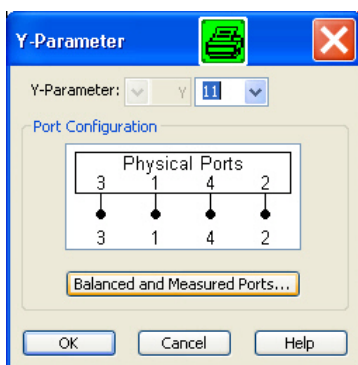 Y-Parameter
Y-Parameter: Y 11
Port Configuration
Physical Ports
3 1 4 2
3 1 4 2
Balanced and Measured Ports...
OK Cancel Help